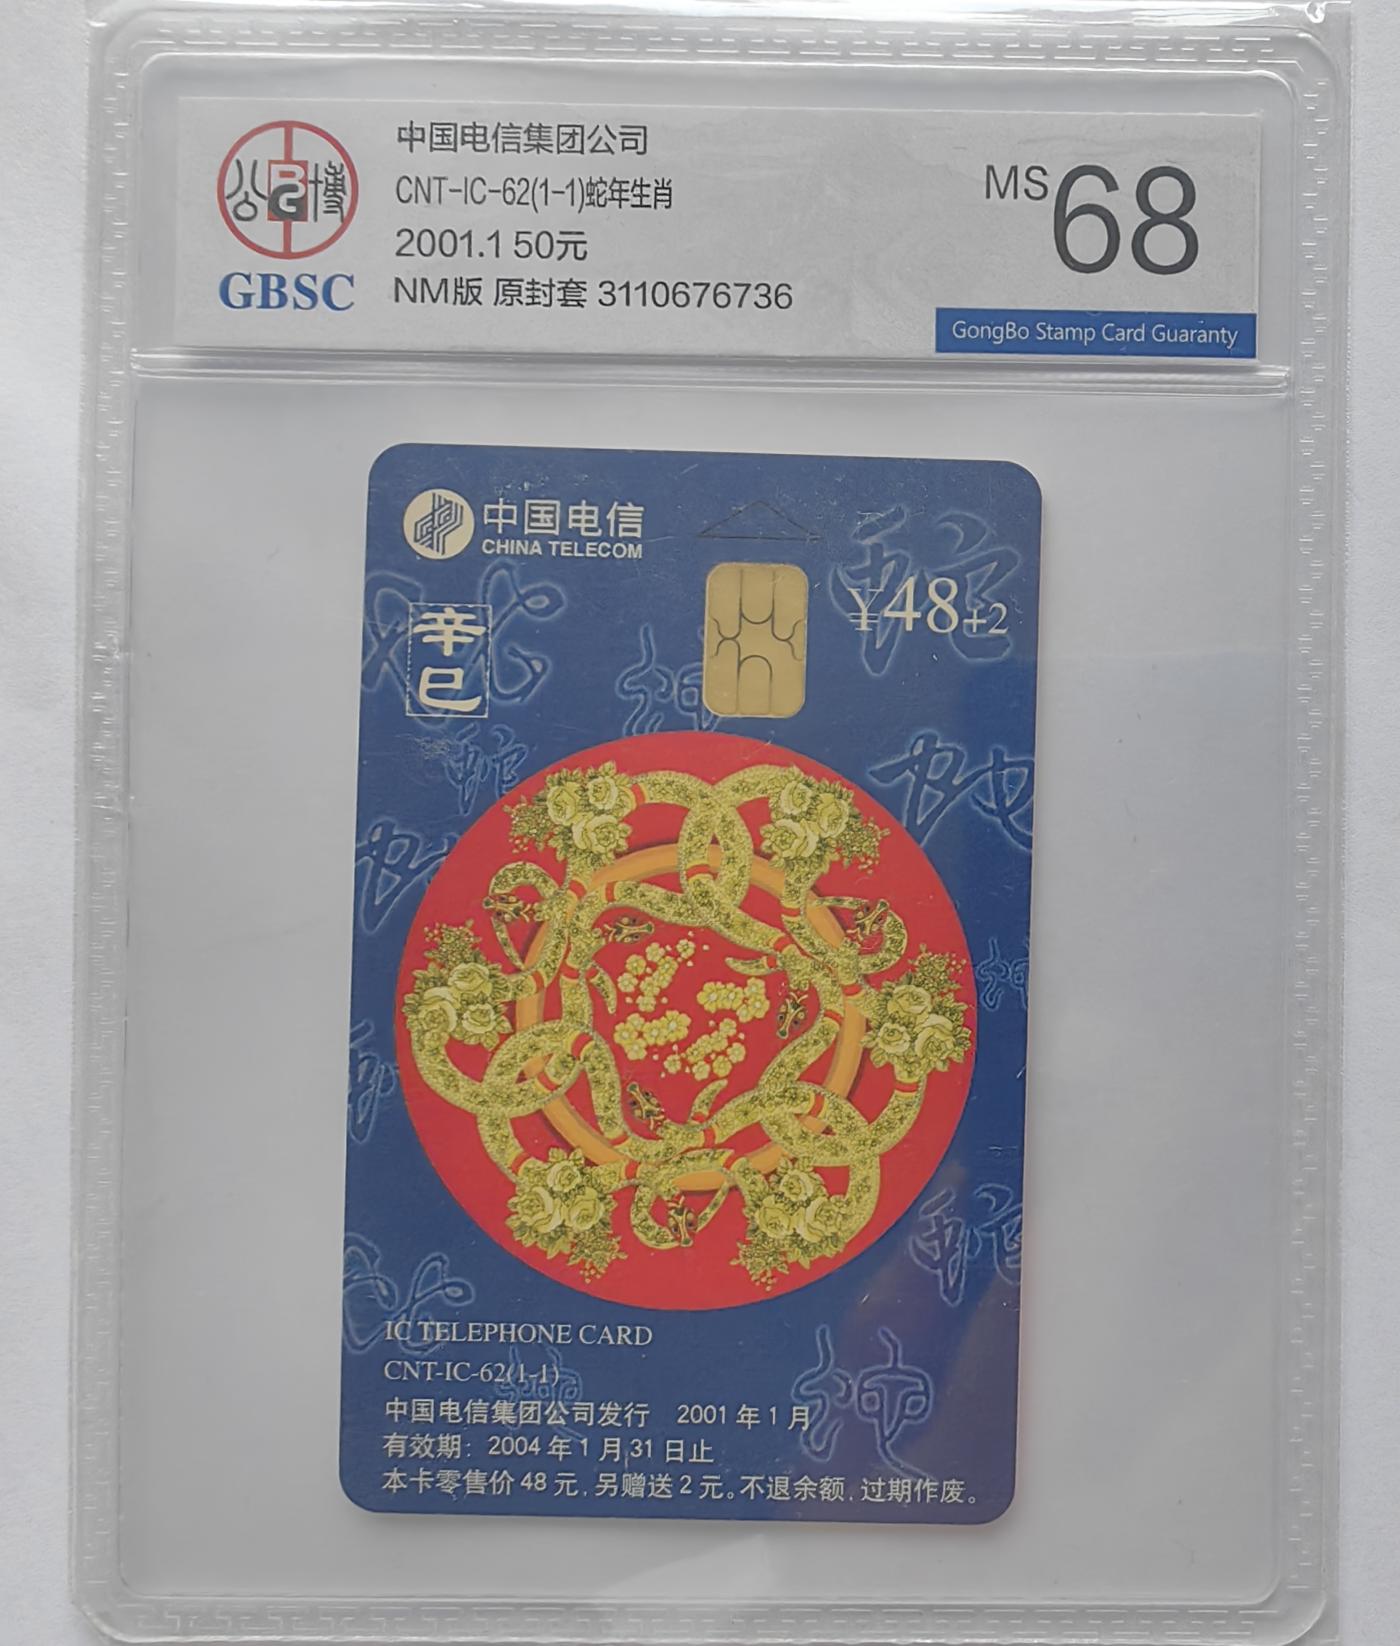 中国电信集团公司
CNT-IC-62(1-1)蛇年生肖
2001.1 50元
NM版 原封套 3110676736
公 BG 博
GBSC
MS 68
GongBo Stamp Card Guaranty
中国电信
CHINA TELECOM
¥48+2
辛巳
蛇
IC TELEPHONE CARD
CNT-IC-62(1-1)
中国电信集团公司发行 2001年1月
有效期：2004年1月31日止
本卡零售价48元，另赠送2元。不退余额，过期作废。